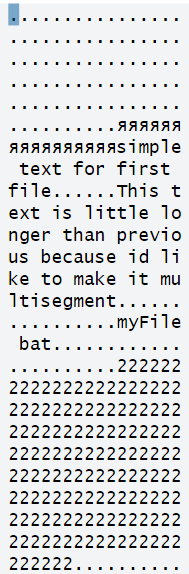 ................
................
................
................
................
..........яяяяяя
яяяяяяяяяяsimple
 text for first
file......This t
ext is little lo
nger than previo
us because id li
ke to make it mu
ltisegment......
..........myFile
 bat............
..........222222
2222222222222222
2222222222222222
2222222222222222
2222222222222222
2222222222222222
2222222222222222
2222222222222222
2222222222222222
222222..........